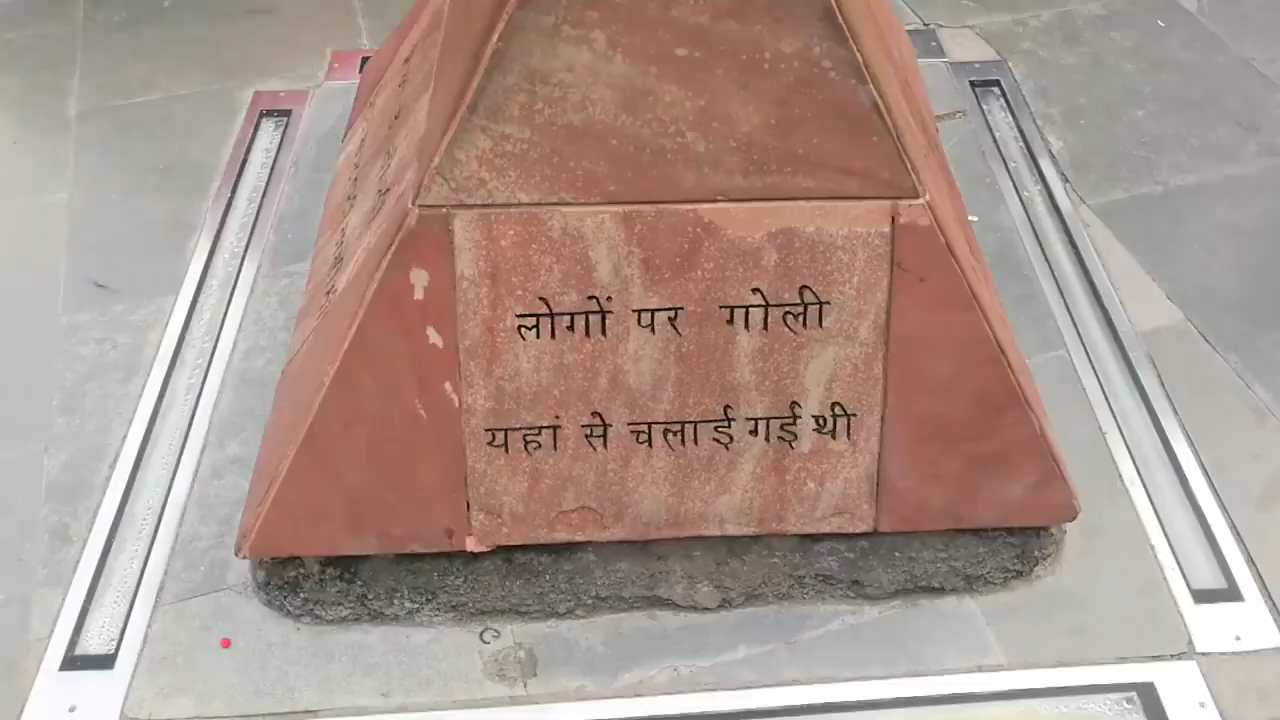 लोगों पर गोली
यहां से चलाई गई थी